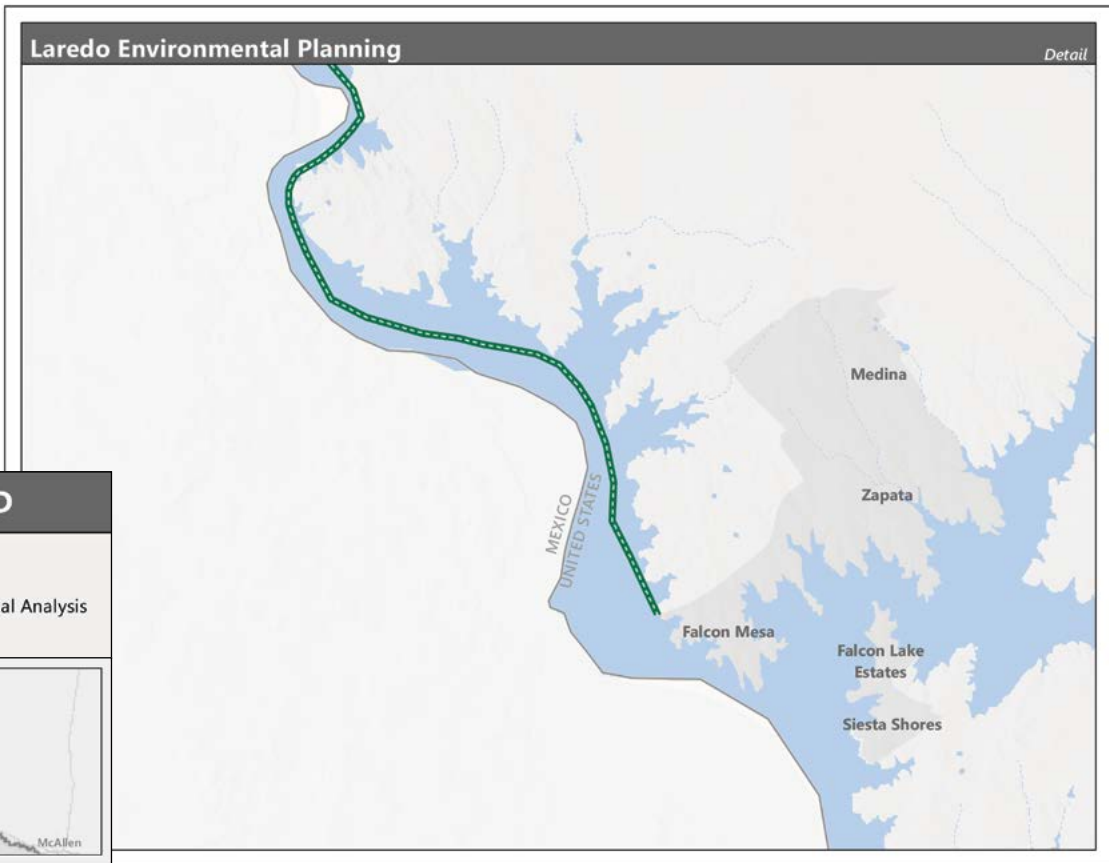 Laredo Environmental Planning
Detail
Medina
Zapata
MEXICO
UNITED STATES
Falcon Mesa
Falcon Lake
Estates
Siesta Shores
D
al Analysis
McAllen